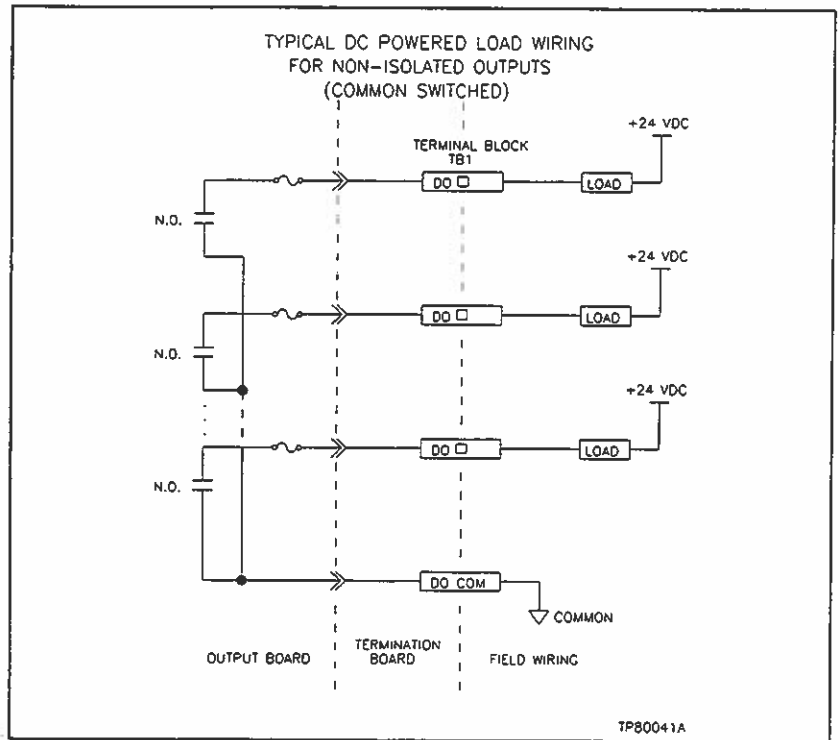 TYPICAL DC POWERED LOAD WIRING
FOR NON-ISOLATED OUTPUTS
(COMMON SWITCHED)
+24 VDC
TERMINAL BLOCK
TB1
DO
LOAD
N.O.
+24 VDC
DO
LOAD
N.O.
+24 VDC
DO
LOAD
N.O.
DO COM
COMMON
OUTPUT BOARD
TERMINATION
BOARD
FIELD WIRING
TP80041A